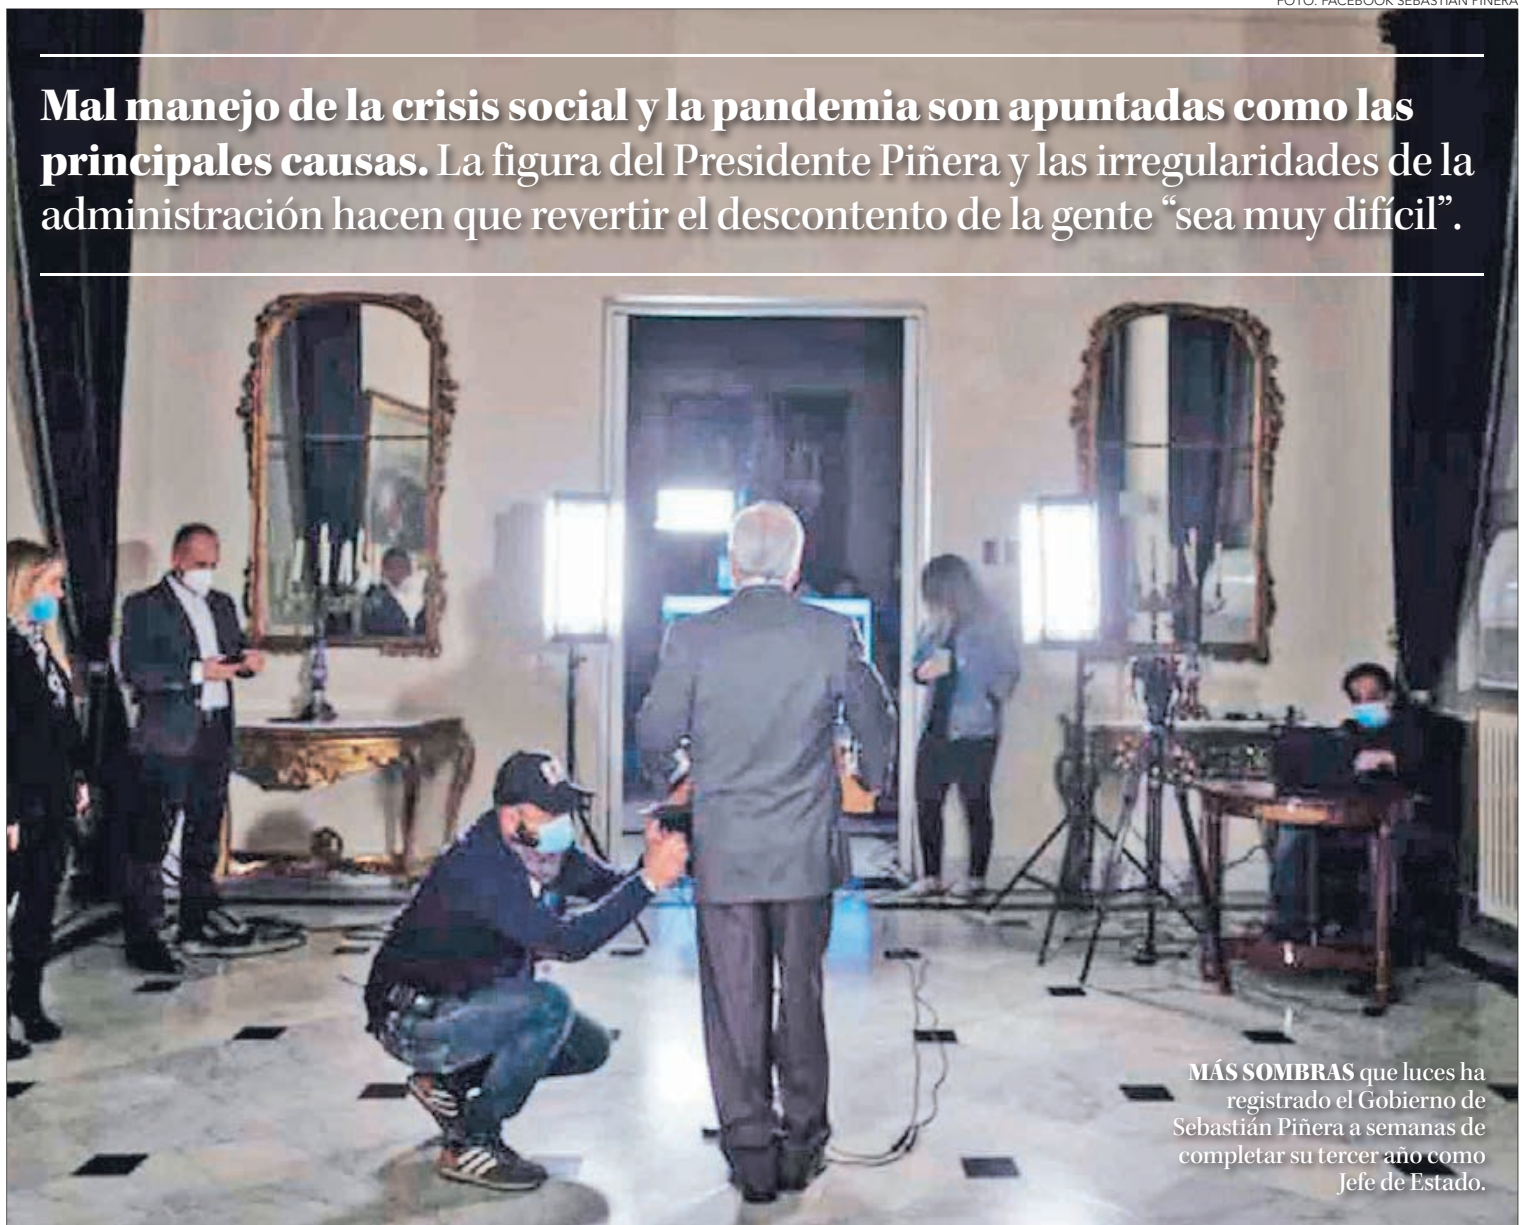 FOTO: FACEBOOK SEBASTIÁN PIÑERA
Mal manejo de la crisis social y la pandemia son apuntadas como las
principales causas. La figura del Presidente Piñera y las irregularidades de la
administración hacen que revertir el descontento de la gente “sea muy difícil”.
MÁS SOMBRAS que luces ha
registrado el Gobierno de
Sebastián Piñera a semanas de
completar su tercer año como
Jefe de Estado.